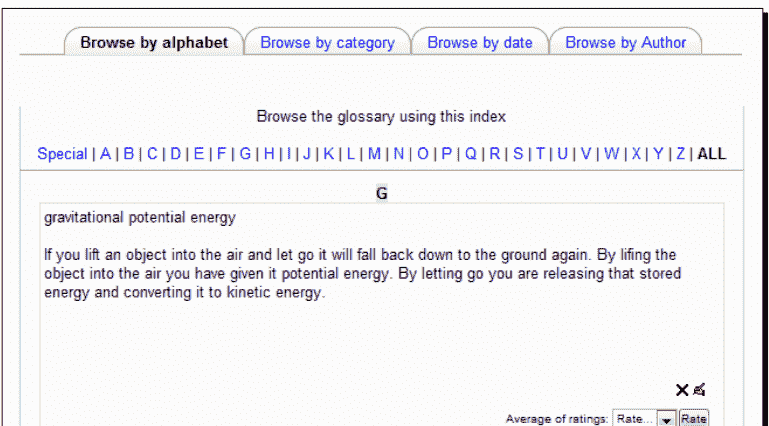 Browse by alphabet Browse by category Browse by date Browse by Author
Browse the glossary using this index
Special | A | B | C | D | E | F | G | H | I | J | K | L | M | N | O | P | Q | R | S | T | U | V | W | X | Y | Z | ALL
G
gravitational potential energy
If you lift an object into the air and let go it will fall back down to the ground again. By lifing the
object into the air you have given it potential energy. By letting go you are releasing that stored
energy and converting it to kinetic energy.
Average of ratings: Rate... Rate